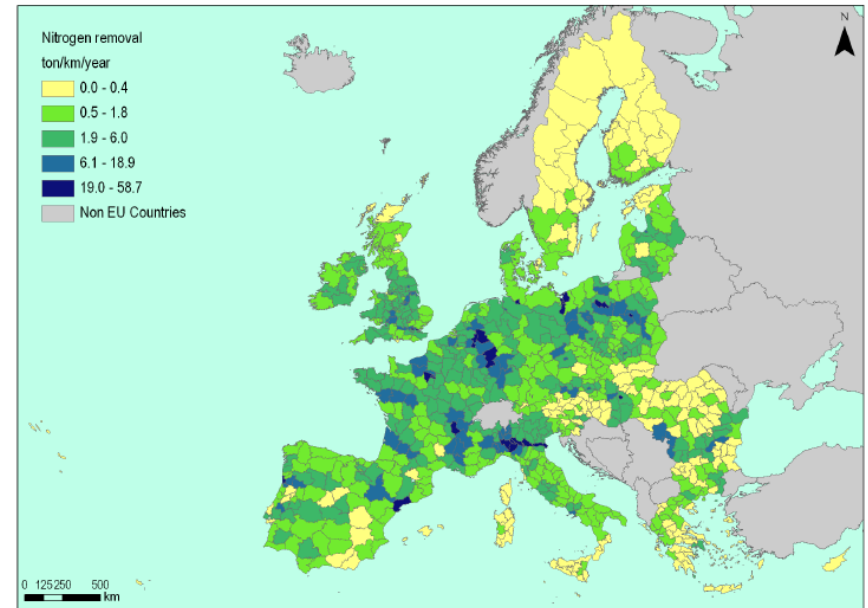 N
Nitrogen removal
ton/km/year
0.0 - 0.4
0.5 - 1.8
1.9 - 6.0
6.1 - 18.9
19.0 - 58.7
Non EU Countries
0 125 250 500
km